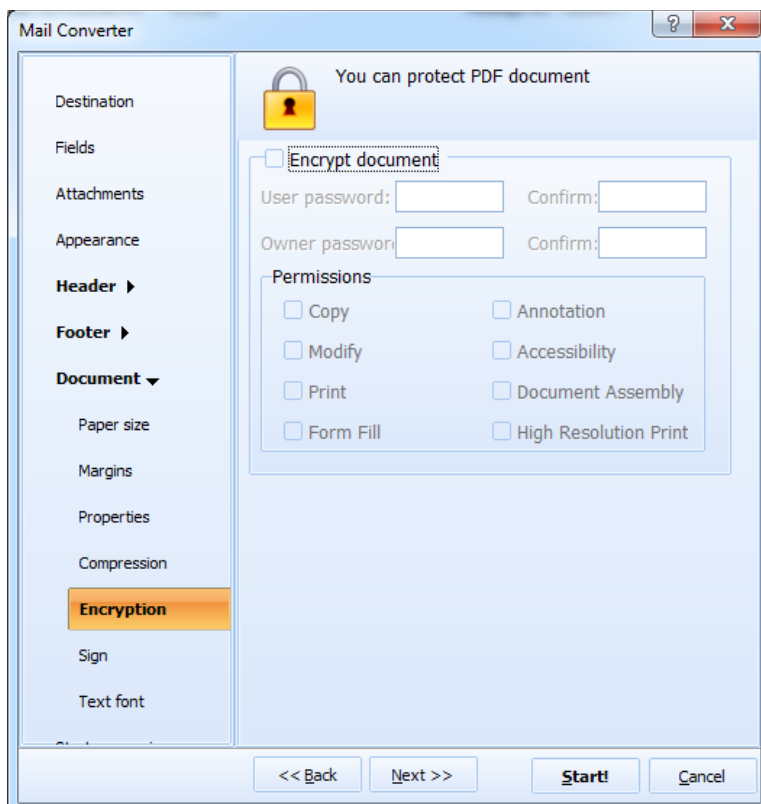 Mail Converter
Destination
Fields
Attachments
Appearance
Header
Footer
Document
Paper size
Margins
Properties
Compression
Encryption
Sign
Text font
You can protect PDF document
Encrypt document
User password: Confirm:
Owner passwor Confirm:
Permissions
Copy Annotation
Modify Accessibility
Print Document Assembly
Form Fill High Resolution Print
<< Back Next >> Start! Cancel